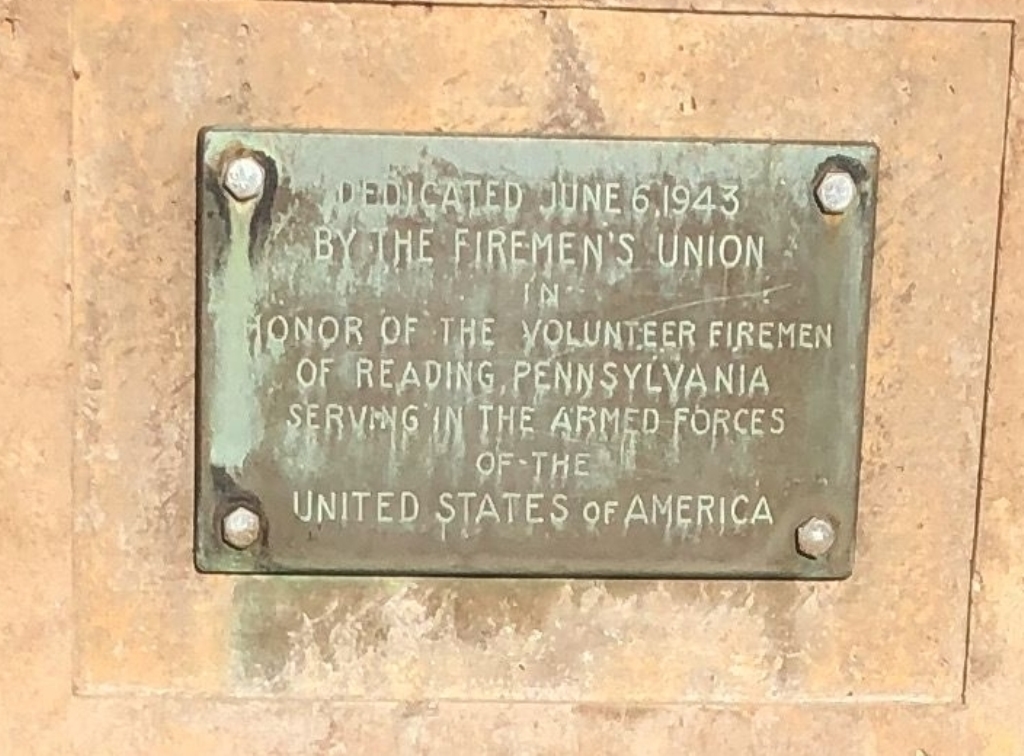 DEDICATED JUNE 6, 1943
BY THE FIREMEN'S UNION
IN
HONOR OF THE VOLUNTEER FIREMEN
OF READING, PENNSYLVANIA
SERVING IN THE ARMED FORCES
OF THE
UNITED STATES OF AMERICA